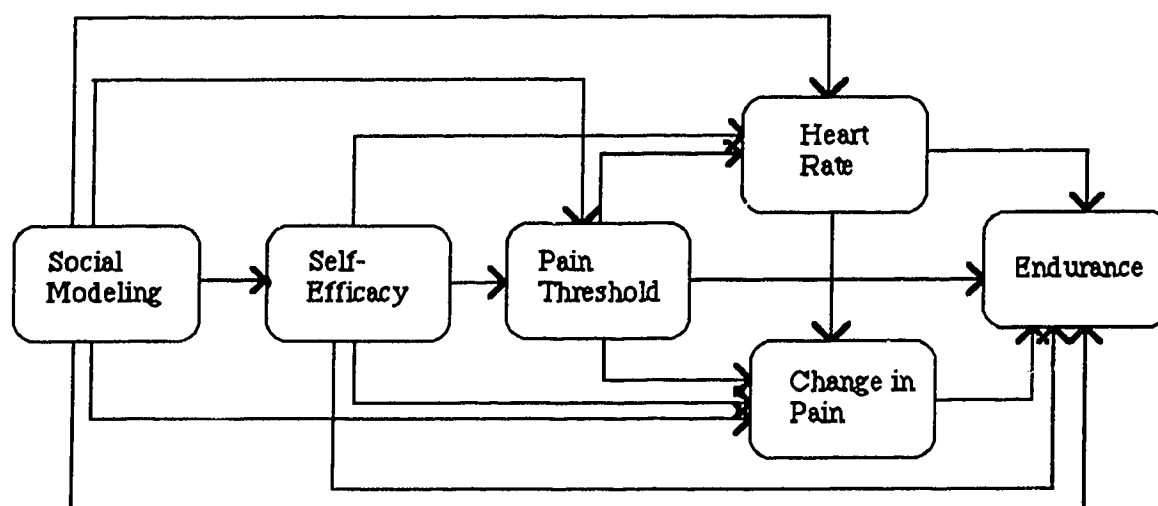 Social
Modeling
Self-
Efficacy
Pain
Threshold
Heart
Rate
Change in
Pain
Endurance